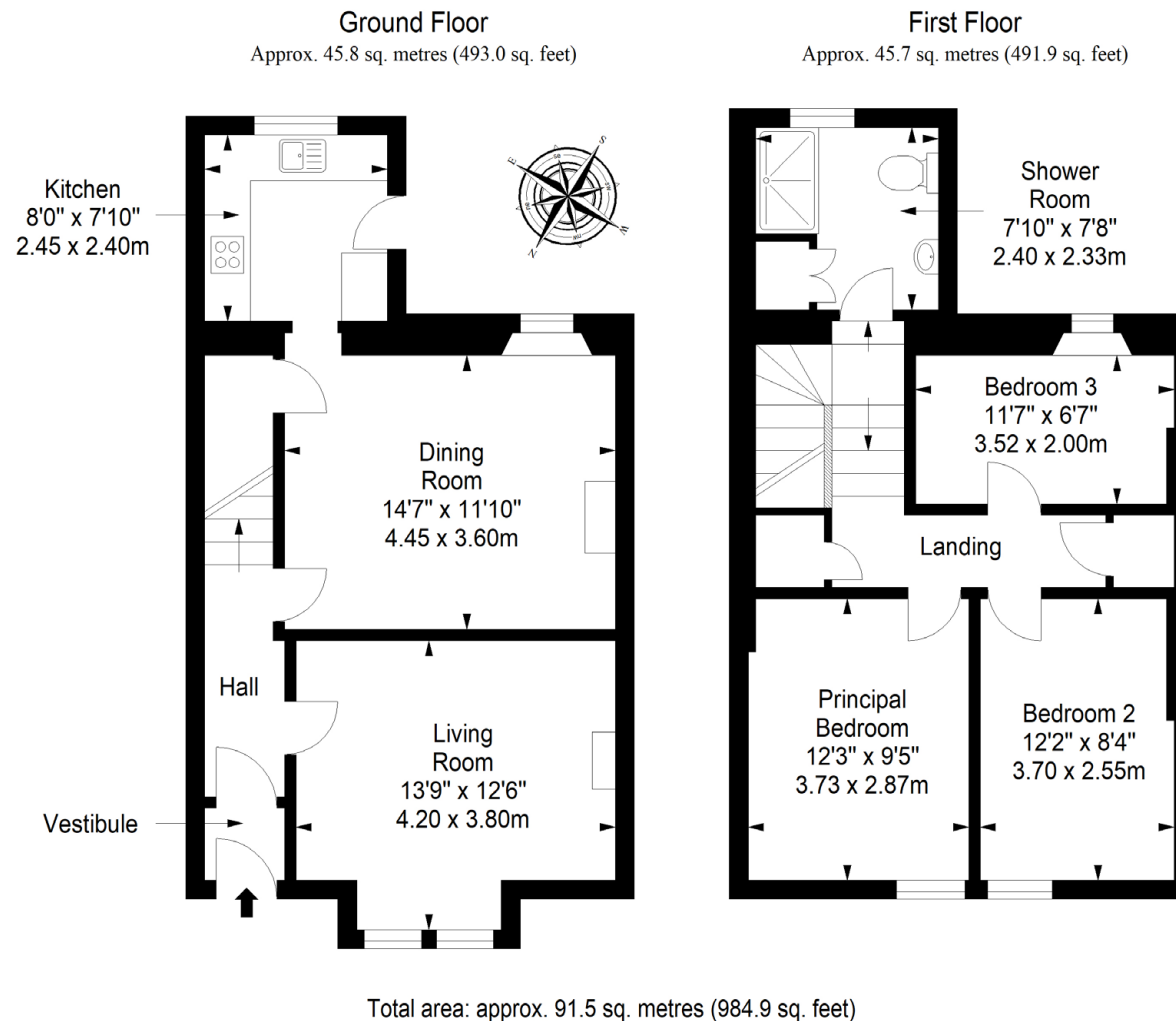 Ground Floor
Approx. 45.8 sq. metres (493.0 sq. feet)
Kitchen
8'0" x 7'10"
2.45 x 2.40m
S
E
W
N
Dining
Room
14'7" x 11'10"
4.45 x 3.60m
Hall
Living
Room
13'9" x 12'6"
4.20 x 3.80m
Vestibule
First Floor
Approx. 45.7 sq. metres (491.9 sq. feet)
Shower
Room
7'10" x 7'8"
2.40 x 2.33m
Bedroom 3
11'7" x 6'7"
3.52 x 2.00m
Landing
Principal
Bedroom
12'3" x 9'5"
3.73 x 2.87m
Bedroom 2
12'2" x 8'4"
3.70 x 2.55m
Total area: approx. 91.5 sq. metres (984.9 sq. feet)